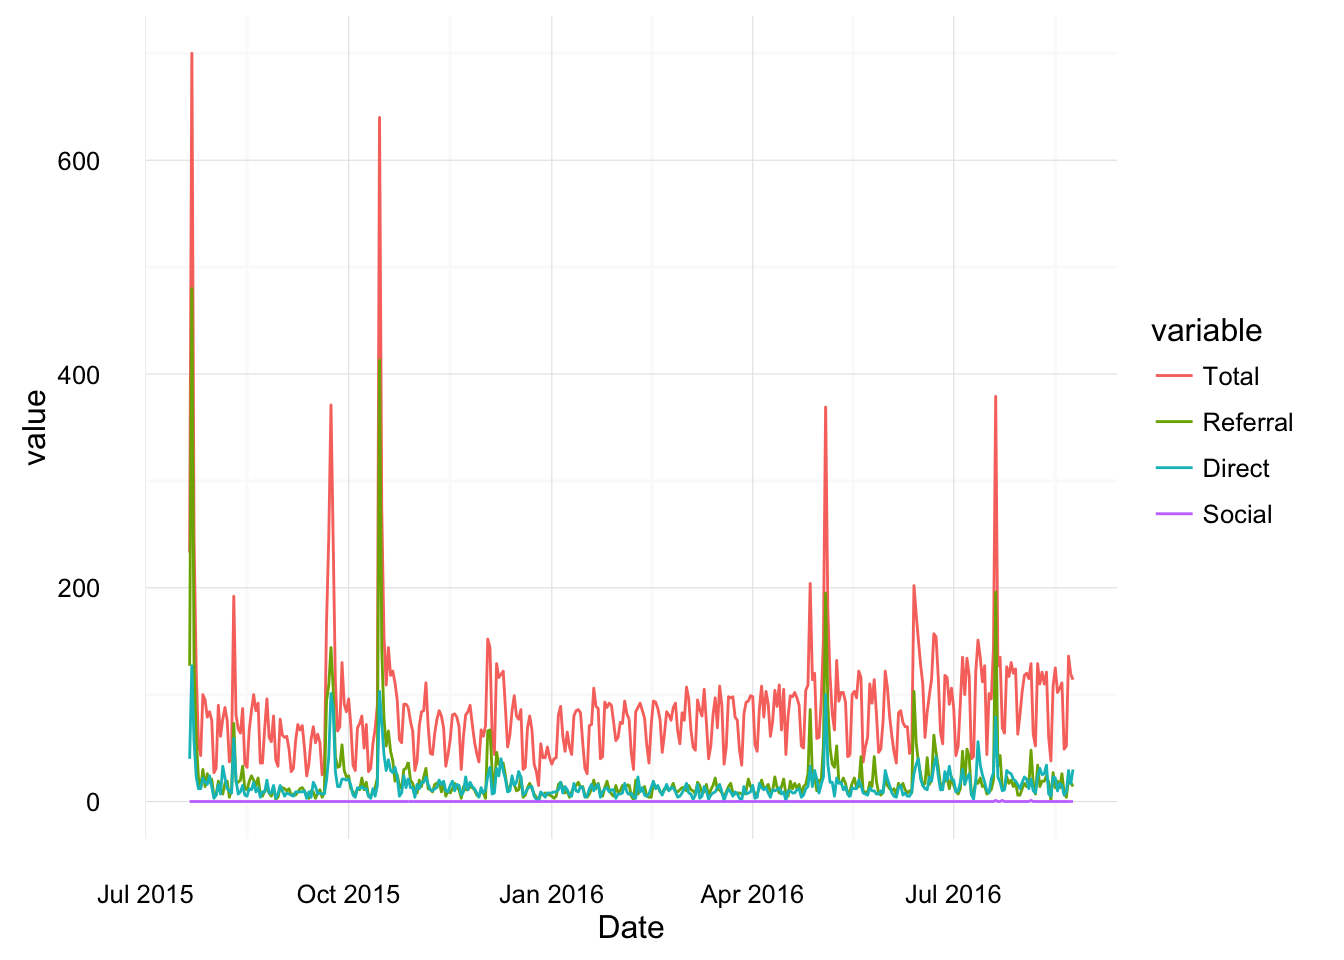 600
400
200
0
value
Jul 2015
Oct 2015
Jan 2016
Apr 2016
Jul 2016
Date
variable
Total
Referral
Direct
Social